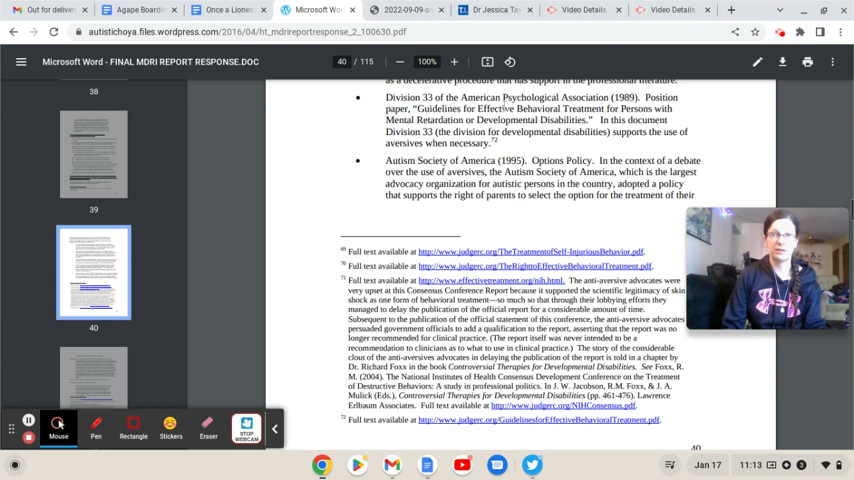 Out for delivery
Agape Boardin
Once a Lioness
Microsoft Wor
2022-09-09-an
Dr Jessica Tay
Video Details -
Video Details -
autistichoya.files.wordpress.com/2016/04/ht_mdrireportresponse_2_100630.pdf
Microsoft Word - FINAL MDRI REPORT RESPONSE.DOC
40 / 115
100%
38
39
40
as a decelerative procedure that has support in the professional literature.
• Division 33 of the American Psychological Association (1989). Position
paper, “Guidelines for Effective Behavioral Treatment for Persons with
Mental Retardation or Developmental Disabilities.” In this document
Division 33 (the division for developmental disabilities) supports the use of
aversives when necessary.72
• Autism Society of America (1995). Options Policy. In the context of a debate
over the use of aversives, the Autism Society of America, which is the largest
advocacy organization for autistic persons in the country, adopted a policy
that supports the right of parents to select the option for the treatment of their
69 Full text available at http://www.judgerc.org/TheTreatmentofSelf-InjuriousBehavior.pdf.
70 Full text available at http://www.judgerc.org/TheRighttoEffectiveBehavioralTreatment.pdf.
71 Full text available at http://www.effectivetreatment.org/nih.html. The anti-aversive advocates were
very upset at this Consensus Conference Report because it supported the scientific legitimacy of skin
shock as one form of behavioral treatment—so much so that through their lobbying efforts they
managed to delay the publication of the official report for a considerable amount of time.
Subsequent to the publication of the official statement of this conference, the anti-aversive advocates
persuaded government officials to add a qualification to the report, asserting that the report was no
longer recommended for clinical practice. (The report itself was never intended to be a
recommendation to clinicians as to what to use in clinical practice.) The story of the considerable
clout of the anti-aversives advocates in delaying the publication of the report is told in a chapter by
Dr. Richard Foxx in the book Controversial Therapies for Developmental Disabilities. See Foxx, R.
M. (2004). The National Institutes of Health Consensus Development Conference on the Treatment
of Destructive Behaviors: A study in professional politics. In J. W. Jacobson, R.M. Foxx, & J. A.
Mulick (Eds.), Controversial Therapies for Developmental Disabilities (pp. 461-476). Lawrence
Erlbaum Associates. Full text available at http://www.judgerc.org/NIHConsensus.pdf.
72 Full text available at http://www.judgerc.org/GuidelinesforEffectiveBehavioralTreatment.pdf.
40
Mouse
Pen
Rectangle
Stickers
Eraser
STOP
WEBCAM
Jan 17
11:13
3